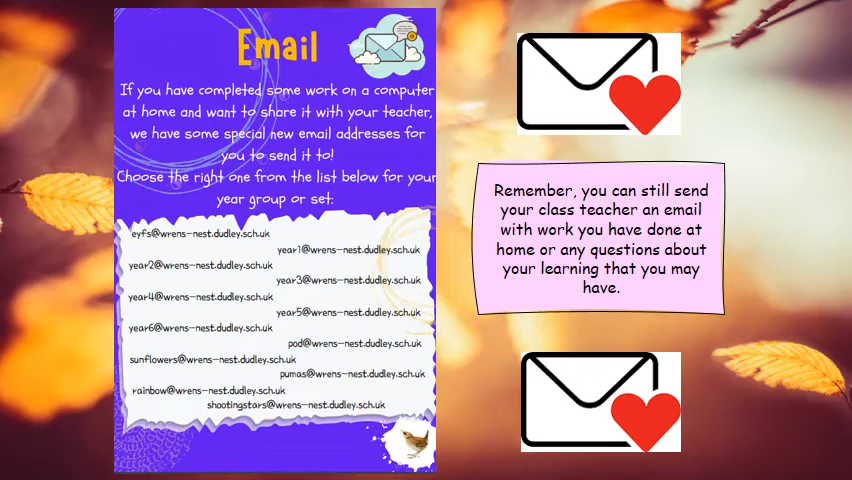 Email
If you have completed some work on a computer
at home and want to share it with your teacher,
we have some special new email addresses for
you to send it to!
Choose the right one from the list below for your
year group or set:
eyfs@wrens-nest.dudley.sch.uk
year1@wrens-nest.dudley.sch.uk
year2@wrens-nest.dudley.sch.uk
year3@wrens-nest.dudley.sch.uk
year4@wrens-nest.dudley.sch.uk
year5@wrens-nest.dudley.sch.uk
year6@wrens-nest.dudley.sch.uk
pod@wrens-nest.dudley.sch.uk
sunflowers@wrens-nest.dudley.sch.uk
pumas@wrens-nest.dudley.sch.uk
rainbow@wrens-nest.dudley.sch.uk
shootingstars@wrens-nest.dudley.sch.uk
Remember, you can still send
your class teacher an email
with work you have done at
home or any questions about
your learning that you may
have.